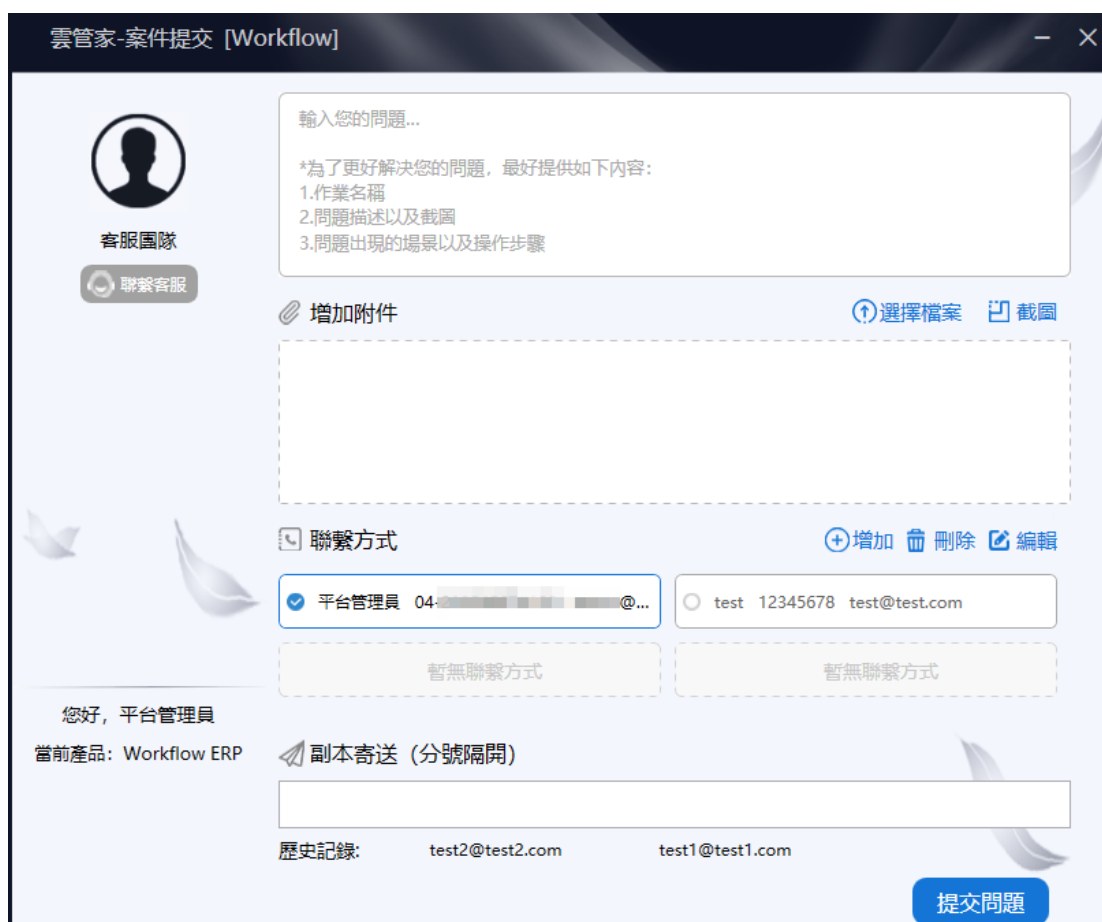 雲管家-案件提交 [Workflow]
客服團隊
聯繫客服
輸入您的問題...
*為了更好解決您的問題，最好提供如下內容：
1.作業名稱
2.問題描述以及截圖
3.問題出現的場景以及操作步驟
增加附件
選擇檔案 截圖
聯繫方式
增加 刪除 編輯
平台管理員 04- @...
test 12345678 test@test.com
暫無聯繫方式 暫無聯繫方式
您好，平台管理員
當前產品：Workflow ERP
副本寄送（分號隔開）
歷史記錄: test2@test2.com test1@test1.com
提交問題